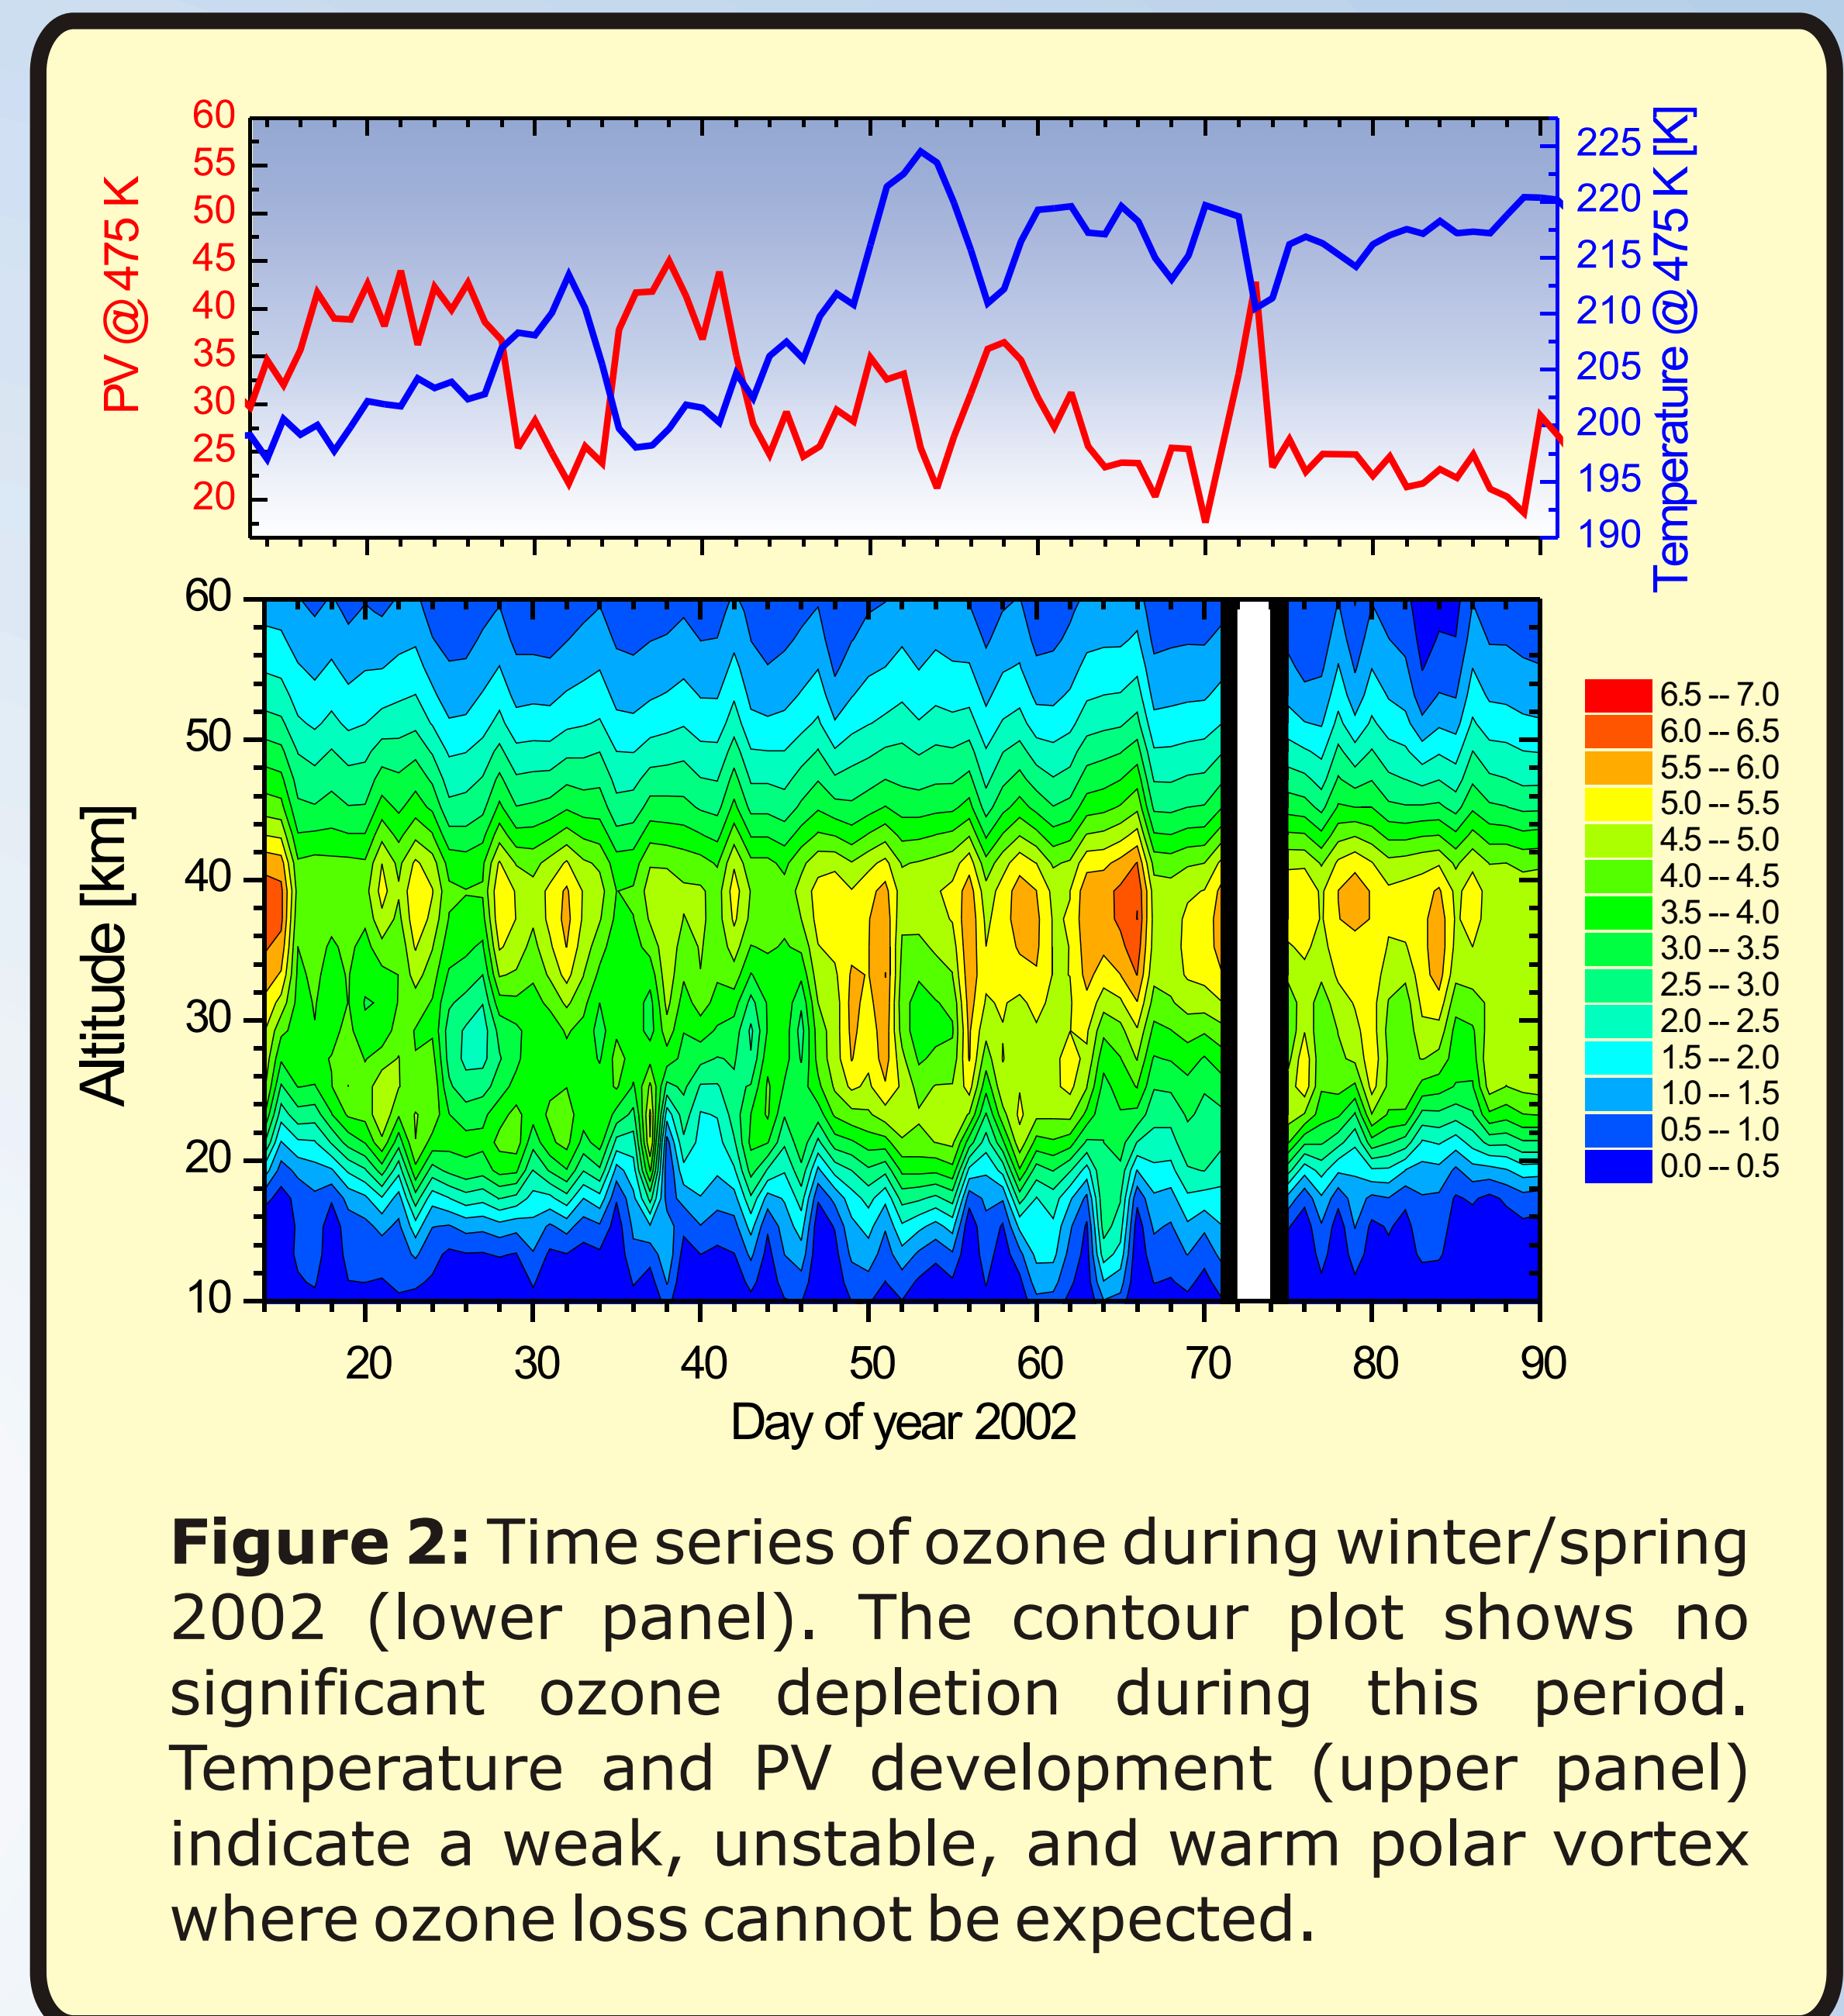 60
55
50
45
40
35
30
25
20
PV @ 475 K
225
220
215
210
205
200
195
190
Temperature @ 475 K [K]
60
50
40
30
20
10
Altitude [km]
20 30 40 50 60 70 80 90
Day of year 2002
6.5 -- 7.0
6.0 -- 6.5
5.5 -- 6.0
5.0 -- 5.5
4.5 -- 5.0
4.0 -- 4.5
3.5 -- 4.0
3.0 -- 3.5
2.5 -- 3.0
2.0 -- 2.5
1.5 -- 2.0
1.0 -- 1.5
0.5 -- 1.0
0.0 -- 0.5
Figure 2: Time series of ozone during winter/spring
2002 (lower panel). The contour plot shows no
significant ozone depletion during this period.
Temperature and PV development (upper panel)
indicate a weak, unstable, and warm polar vortex
where ozone loss cannot be expected.